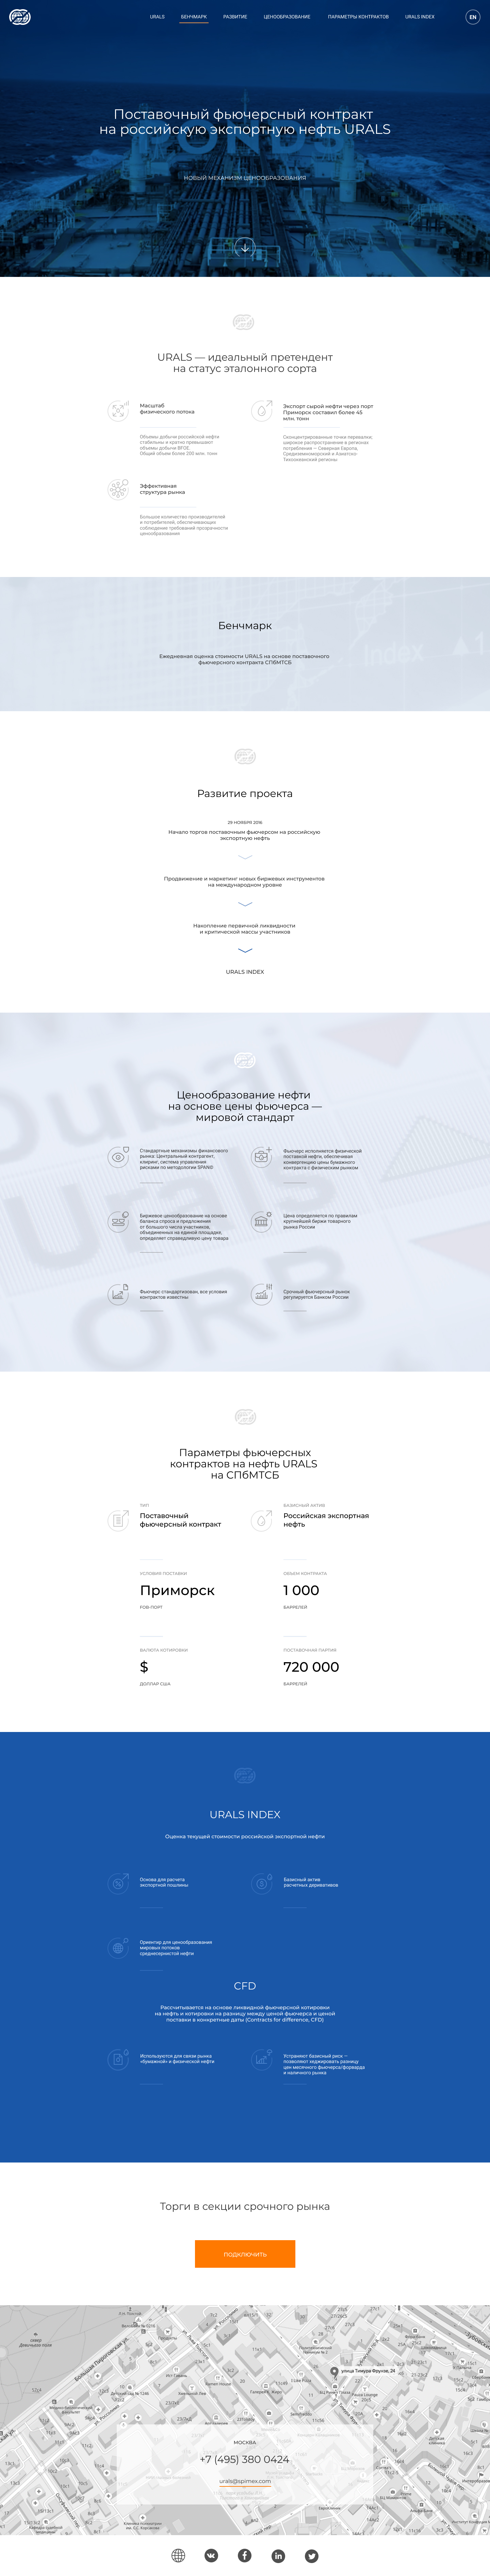 URALS БЕНЧМАРК РАЗВИТИЕ ЦЕНООБРАЗОВАНИЕ ПАРАМЕТРЫ КОНТРАКТОВ URALS INDEX EN
Поставочный фьючерсный контракт
на российскую экспортную нефть URALS
НОВЫЙ МЕХАНИЗМ ЦЕНООБРАЗОВАНИЯ
URALS — идеальный претендент
на статус эталонного сорта
Масштаб
физического потока
Объемы добычи российской нефти
стабильны и кратно превышают
объемы добычи BFOE.
Общий объем более 200 млн. тонн
Экспорт сырой нефти через порт
Приморск составил более 45
млн. тонн
Сконцентрированные точки перевалки,
широкое распространение в регионах
потребления — Северная Европа,
Средиземноморский и Азиатско-
Тихоокеанский регионы
Эффективная
структура рынка
Большое количество производителей
и потребителей, обеспечивающих
соблюдение требований прозрачности
ценообразования
Бенчмарк
Ежедневная оценка стоимости URALS на основе поставочного
фьючерсного контракта СПбМТСБ
Развитие проекта
29 НОЯБРЯ 2016
Начало торгов поставочным фьючерсом на российскую
экспортную нефть
Продвижение и маркетинг новых биржевых инструментов
на международном уровне
Накопление первичной ликвидности
и критической массы участников
URALS INDEX
Ценообразование нефти
на основе цены фьючерса —
мировой стандарт
Стандартные механизмы финансового
рынка: Центральный контрагент,
клиринг, система управления
рисками по методологии SPAN®
Фьючерс исполняется физической
поставкой нефти, обеспечивая
конвергенцию цены бумажного
контракта с физическим рынком
Биржевое ценообразование на основе
баланса спроса и предложения
от большого числа участников,
объединенных на единой площадке,
определяет справедливую цену товара
Цена определяется по правилам
крупнейшей биржи товарного
рынка России
Фьючерс стандартизован, все условия
контрактов известны
Срочный фьючерсный рынок
регулируется Банком России
Параметры фьючерсных
контрактов на нефть URALS
на СПбМТСБ
ТИП
Поставочный
фьючерсный контракт
БАЗИСНЫЙ АКТИВ
Российская экспортная
нефть
УСЛОВИЯ ПОСТАВКИ
Приморск
FOB-ПОРТ
ОБЪЕМ КОНТРАКТА
1 000
БАРРЕЛЕЙ
ВАЛЮТА КОТИРОВКИ
$
ДОЛЛАР США
ПОСТАВОЧНАЯ ПАРТИЯ
720 000
БАРРЕЛЕЙ
URALS INDEX
Оценка текущей стоимости российской экспортной нефти
Основа для расчета
экспортной пошлины
Базисный актив
расчетных деривативов
Ориентир для ценообразования
мировых потоков
среднесернистой нефти
CFD
Рассчитывается на основе ликвидной фьючерсной котировки
на нефть и котировки на разницу между ценой фьючерса и ценой
поставки в конкретные даты (Contracts for difference, CFD)
Используются для связи рынка
«бумажной» и физической нефти
Устраняют базисный риск —
позволяют хеджировать разницу
цен месячного фьючерса/форварда
и наличного рынка
Торги в секции срочного рынка
ПОДКЛЮЧИТЬ
улица Тимура Фрунзе, 24
Большая Пироговская ул.
МОСКВА
+7 (495) 380 0424
urals@spimex.com